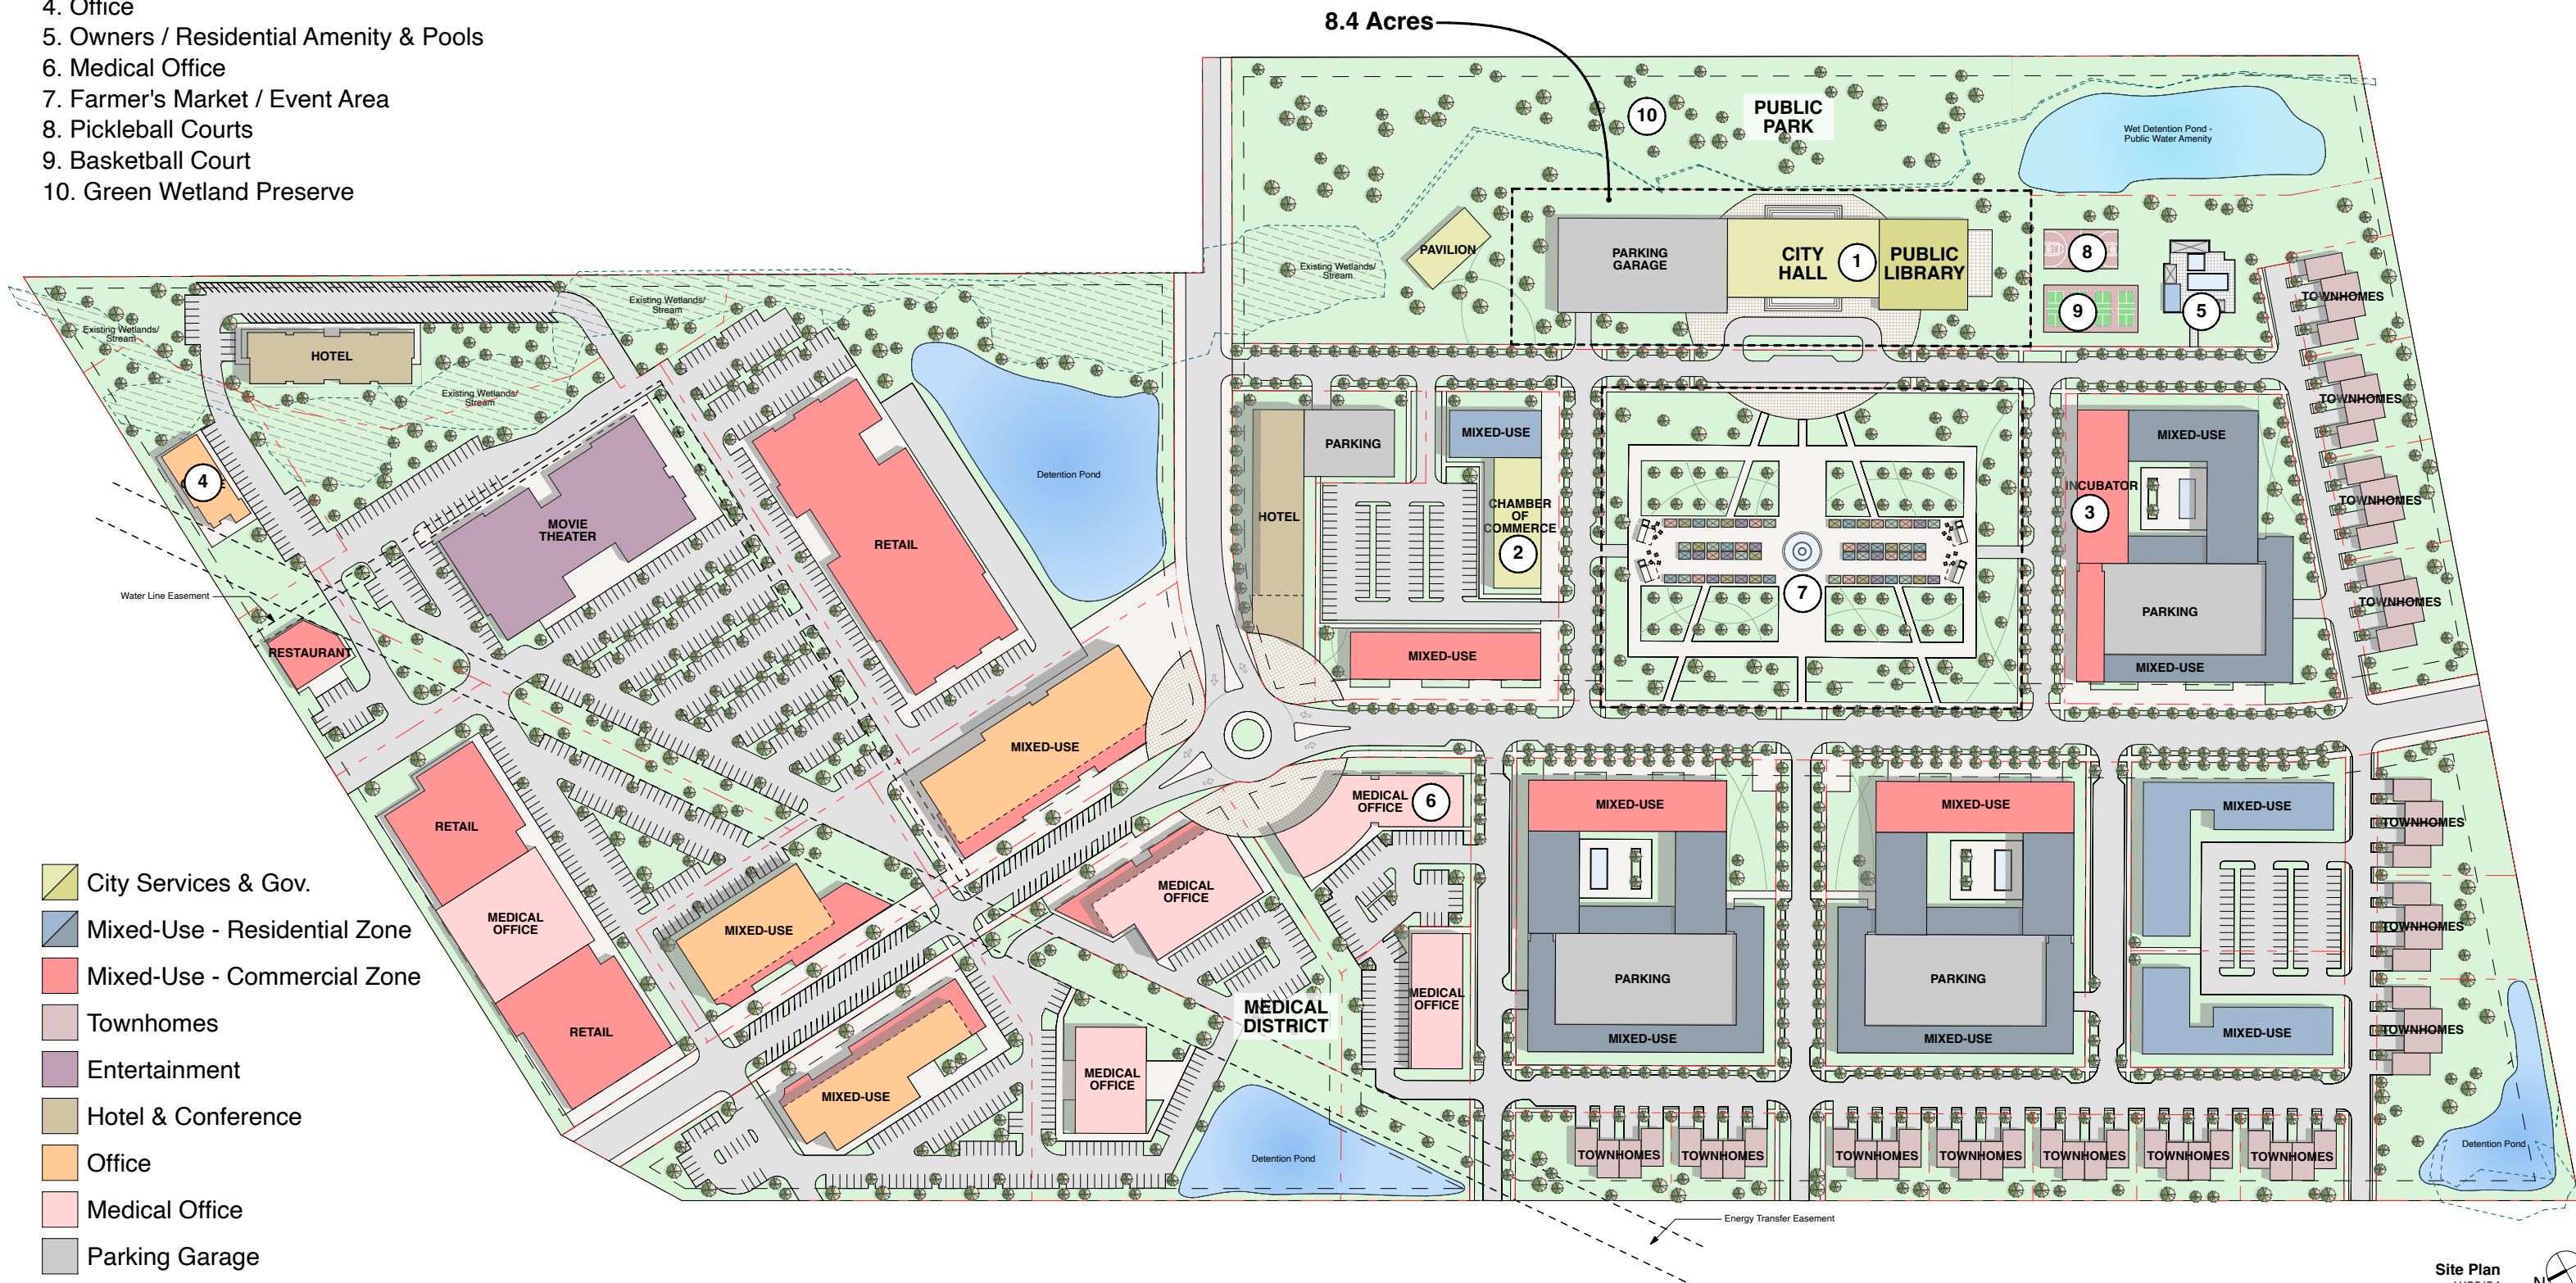 4. Office
5. Owners / Residential Amenity & Pools
6. Medical Office
7. Farmer's Market / Event Area
8. Pickleball Courts
9. Basketball Court
10. Green Wetland Preserve
8.4 Acres
10
PUBLIC
PARK
Wet Detention Pond -
Public Water Amenity
PAVILION
PARKING
GARAGE
CITY
HALL
1
PUBLIC
LIBRARY
8
9
5
Existing Wetlands/
Stream
Existing Wetlands/
Stream
Existing Wetlands/
Stream
Existing Wetlands/
Stream
HOTEL
4
MOVIE
THEATER
RETAIL
Detention Pond
Water Line Easement
RESTAURANT
HOTEL
PARKING
MIXED-USE
CHAMBER
OF
COMMERCE
2
MIXED-USE
7
INCUBATOR
3
MIXED-USE
PARKING
MIXED-USE
TOWNHOMES
TOWNHOMES
TOWNHOMES
TOWNHOMES
MIXED-USE
RETAIL
MEDICAL
OFFICE
RETAIL
MIXED-USE
MIXED-USE
MEDICAL
OFFICE
6
MEDICAL
OFFICE
MEDICAL
OFFICE
MEDICAL
DISTRICT
MEDICAL
OFFICE
Detention Pond
MIXED-USE
PARKING
MIXED-USE
MIXED-USE
PARKING
MIXED-USE
MIXED-USE
MIXED-USE
TOWNHOMES
TOWNHOMES
TOWNHOMES
TOWNHOMES
TOWNHOMES
TOWNHOMES
TOWNHOMES
TOWNHOMES
TOWNHOMES
TOWNHOMES
Detention Pond
Energy Transfer Easement
City Services & Gov.
Mixed-Use - Residential Zone
Mixed-Use - Commercial Zone
Townhomes
Entertainment
Hotel & Conference
Office
Medical Office
Parking Garage
Site Plan
N